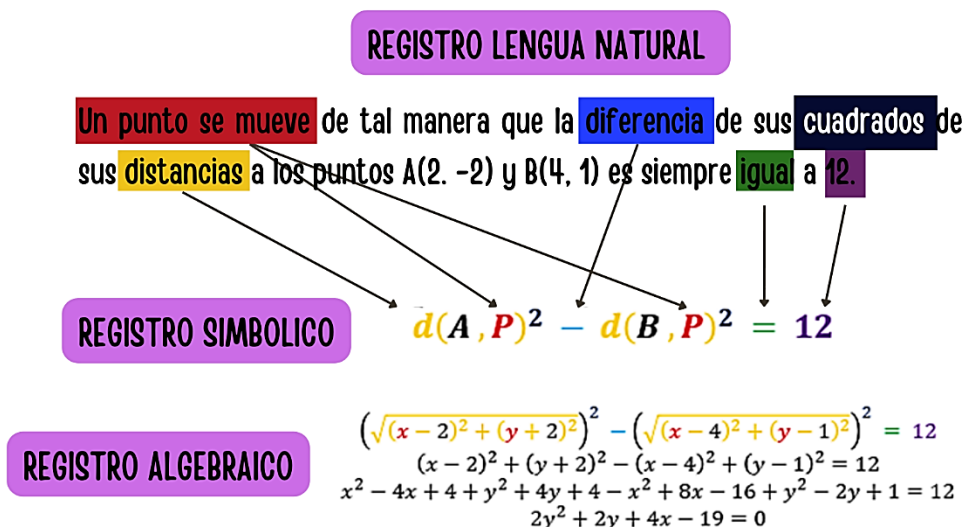 REGISTRO LENGUA NATURAL
Un punto se mueve de tal manera que la diferencia de sus cuadrados de
sus distancias a los puntos A(2. -2) y B(4, 1) es siempre igual a 12.
REGISTRO SIMBOLICO
d(A,P)² − d(B,P)² = 12
REGISTRO ALGEBRAICO
(√((x − 2)² + (y + 2)²))² − (√((x − 4)² + (y − 1)²))² = 12
(x − 2)² + (y + 2)² − (x − 4)² + (y − 1)² = 12
x² − 4x + 4 + y² + 4y + 4 − x² + 8x − 16 + y² − 2y + 1 = 12
2y² + 2y + 4x − 19 = 0